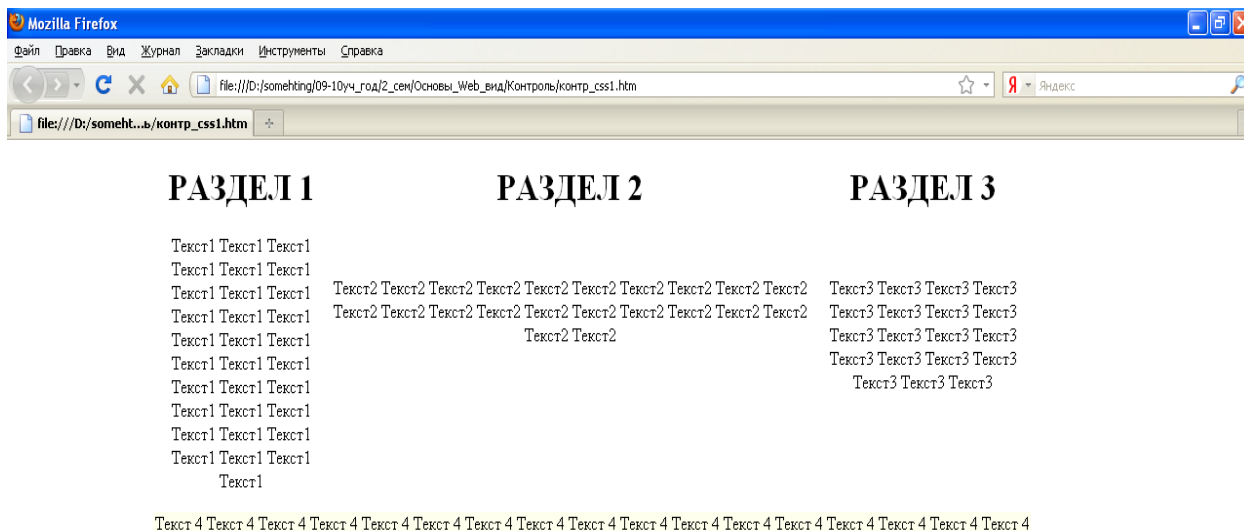 Mozilla Firefox
Файл Правка Вид Журнал Закладки Инструменты Справка
file:///D:/somehting/09-10уч_год/2_сем/Основы_Web_вид/Контроль/контр_css1.htm Я Яндекс
file:///D:/someht...ь/контр_css1.htm
РАЗДЕЛ 1 РАЗДЕЛ 2 РАЗДЕЛ 3
Текст1 Текст1 Текст1
Текст1 Текст1 Текст1
Текст1 Текст1 Текст1
Текст1 Текст1 Текст1
Текст1 Текст1 Текст1
Текст1 Текст1 Текст1
Текст1 Текст1 Текст1
Текст1 Текст1 Текст1
Текст1 Текст1 Текст1
Текст1 Текст1 Текст1
Текст1
Текст2 Текст2 Текст2 Текст2 Текст2 Текст2 Текст2 Текст2 Текст2 Текст2
Текст2 Текст2 Текст2 Текст2 Текст2 Текст2 Текст2 Текст2 Текст2 Текст2
Текст2 Текст2
Текст3 Текст3 Текст3 Текст3
Текст3 Текст3 Текст3 Текст3
Текст3 Текст3 Текст3 Текст3
Текст3 Текст3 Текст3 Текст3
Текст3 Текст3 Текст3
Текст 4 Текст 4 Текст 4 Текст 4 Текст 4 Текст 4 Текст 4 Текст 4 Текст 4 Текст 4 Текст 4 Текст 4 Текст 4 Текст 4 Текст 4 Текст 4 Текст 4